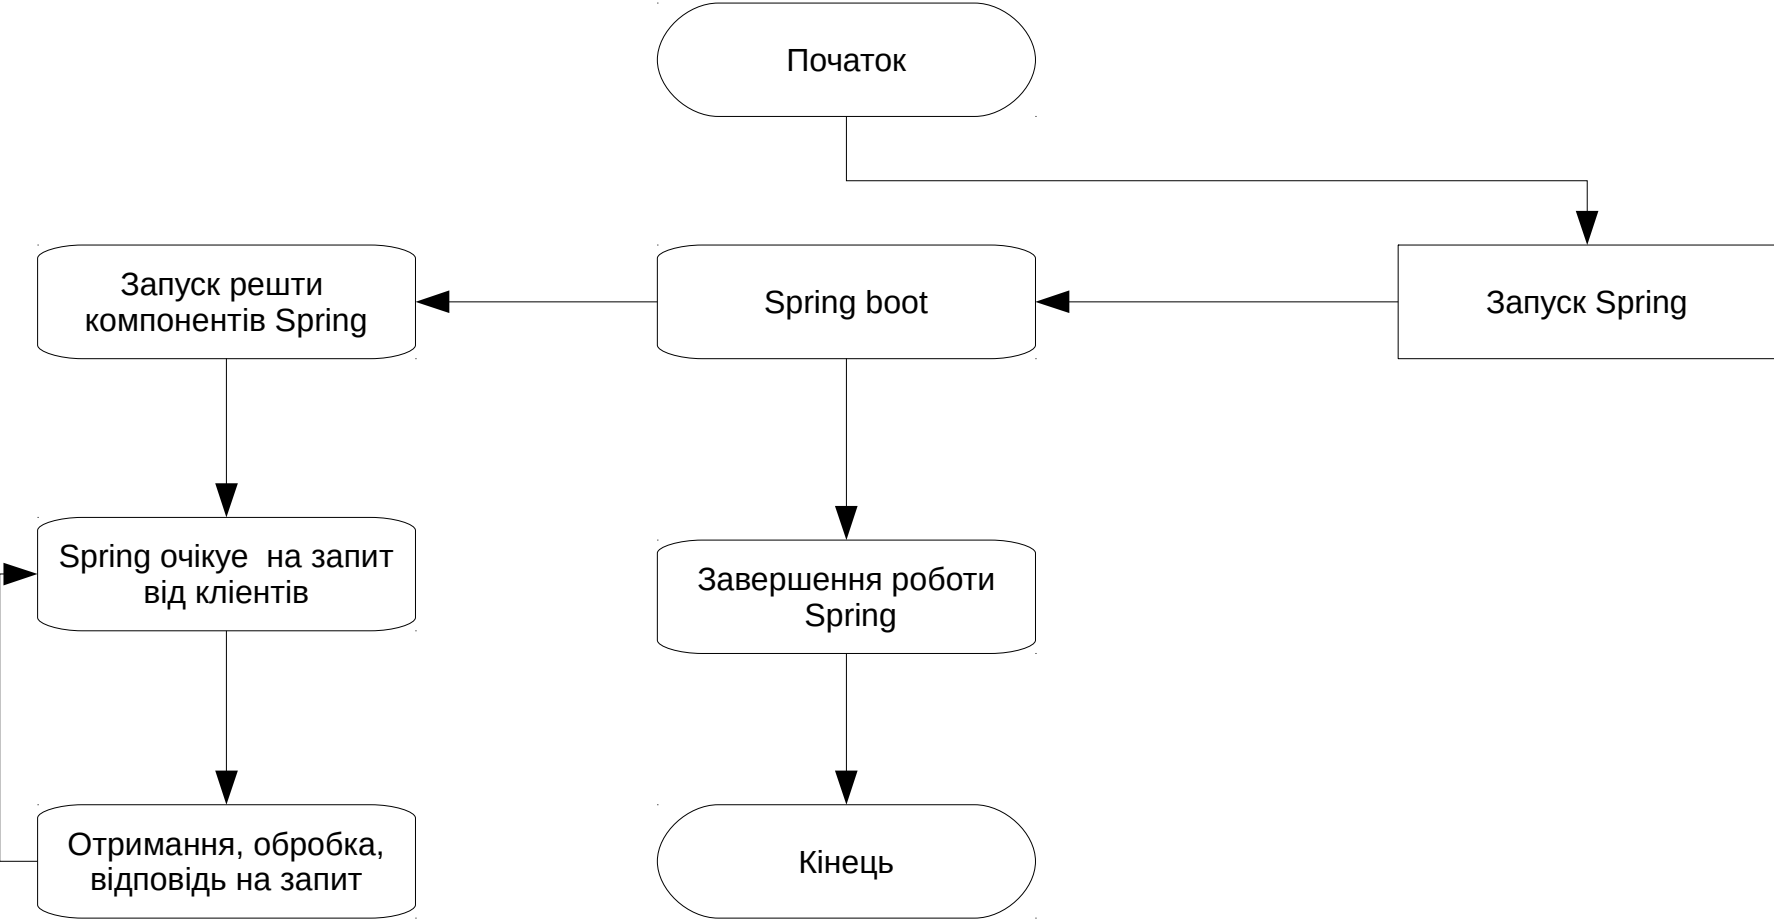 Початок
Запуск решти
компонентів Spring
Spring boot
Запуск Spring
Spring очікує  на запит
від кліентів
Завершення роботи
Spring
Отримання, обробка,
відповідь на запит
Кінець